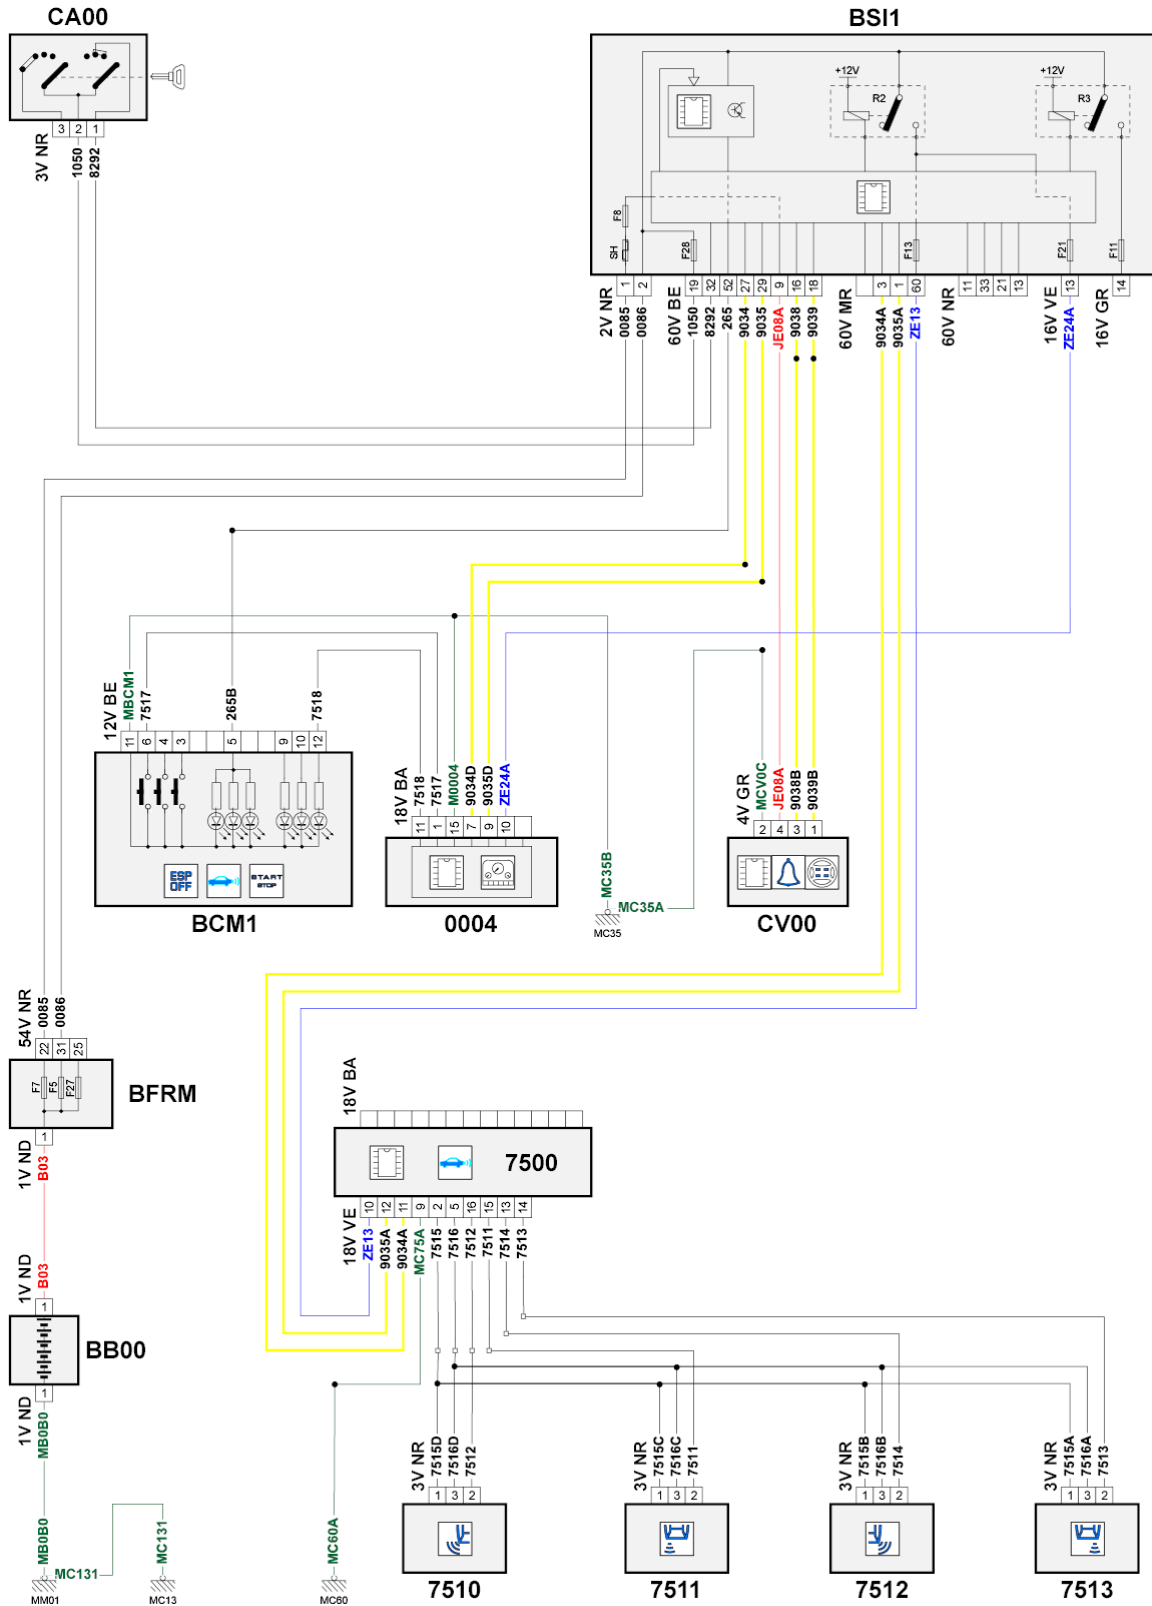 CA00
BSI1
+12V
R2
+12V
R3
F8
SH
F28
F13
F21
F11
3 2 1
3V NR
1050
8292
1 2 19 32 52 27 29 9 16 18 3 1 60 11 33 21 13 13 14
2V NR
0085
0086
60V BE
1050
8292
265
9034
9035
JE08A
9038
9039
60V MR
9034A
9035A
ZE13
60V NR
16V VE
ZE24A
16V GR
12V BE
MBCM1
7517
265B
7518
11 6 4 3 5 9 10 12
ESP
OFF
START
STOP
BCM1
18V BA
7518
7517
M0004
9034D
9035D
ZE24A
11 1 15 7 9 10
0004
MC35B
MC35A
MC35
4V GR
MCV0C
JE08A
9038B
9039B
2 4 3 1
CV00
54V NR
0085
0086
22 31 25
F7
F5
F27
BFRM
1
1V ND
B03
1V ND
B03
1
BB00
1
1V ND
MB0B0
MB0B0
MC131
MC131
MM01
MC13
18V BA
7500
10 12 11 9 2 5 16 15 13 14
18V VE
ZE13
9035A
9034A
MC75A
7515
7516
7512
7511
7514
7513
MC60A
MC60
3V NR
7515D
7516D
7512
1 3 2
7510
3V NR
7515C
7516C
7511
1 3 2
7511
3V NR
7515B
7516B
7514
1 3 2
7512
3V NR
7515A
7516A
7513
1 3 2
7513